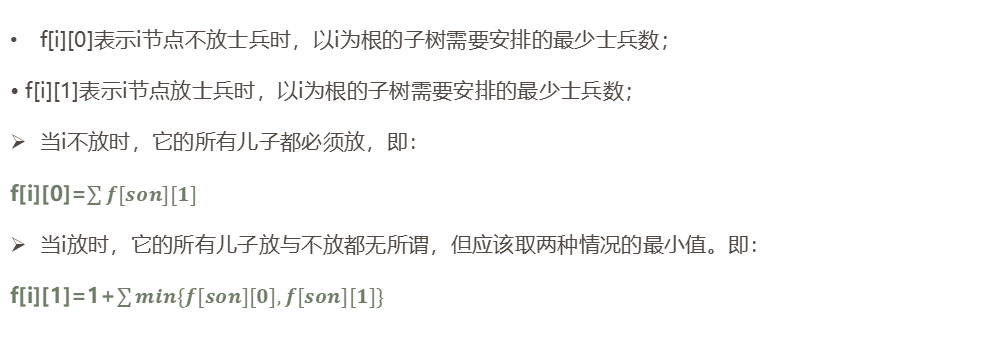 • f[i][0]表示i节点不放士兵时，以i为根的子树需要安排的最少士兵数；
• f[i][1]表示i节点放士兵时，以i为根的子树需要安排的最少士兵数；
➢ 当i不放时，它的所有儿子都必须放，即：
f[i][0]=∑ f[son][1]
➢ 当i放时，它的所有儿子放与不放都无所谓，但应该取两种情况的最小值。即：
f[i][1]=1+∑ min{f[son][0], f[son][1]}